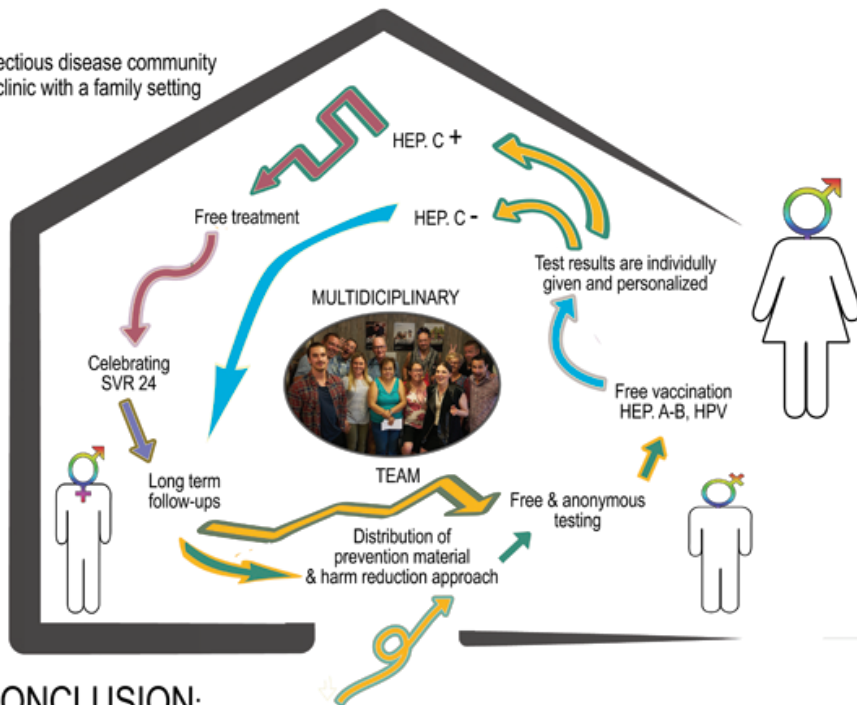 ectious disease community
clinic with a family setting
HEP. C +
HEP. C -
Free treatment
Test results are individully
given and personalized
MULTIDICIPLINARY
Celebrating
SVR 24
Free vaccination
HEP. A-B, HPV
TEAM
Long term
follow-ups
Free & anonymous
testing
Distribution of
prevention material
& harm reduction approach
ONCLUSION: